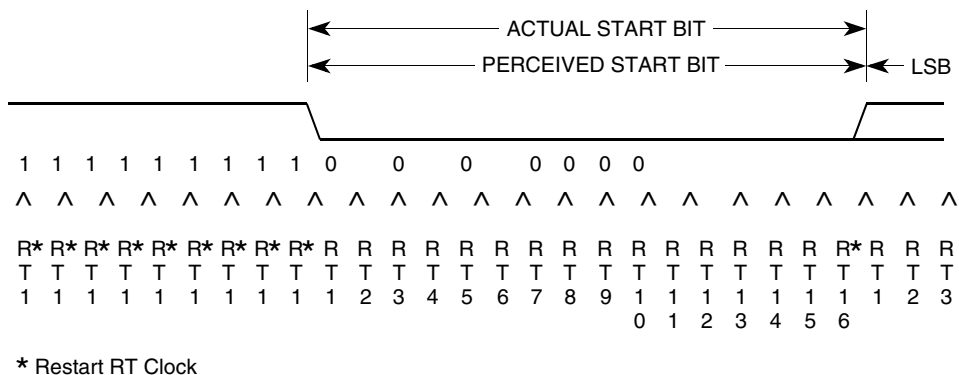 ACTUAL START BIT
PERCEIVED START BIT LSB
1 1 1 1 1 1 1 1 1 0 0 0 0 0 0 0
^ ^ ^ ^ ^ ^ ^ ^ ^ ^ ^ ^ ^ ^ ^ ^ ^ ^ ^ ^ ^ ^ ^
R* R* R* R* R* R* R* R* R* R R R R R R R R R R R R R R R R* R R R
T T T T T T T T T T T T T T T T T T T T T T T T T T T T
1 1 1 1 1 1 1 1 1 1 2 3 4 5 6 7 8 9 1 1 1 1 1 1 1 1 2 3
0 1 2 3 4 5 6
* Restart RT Clock